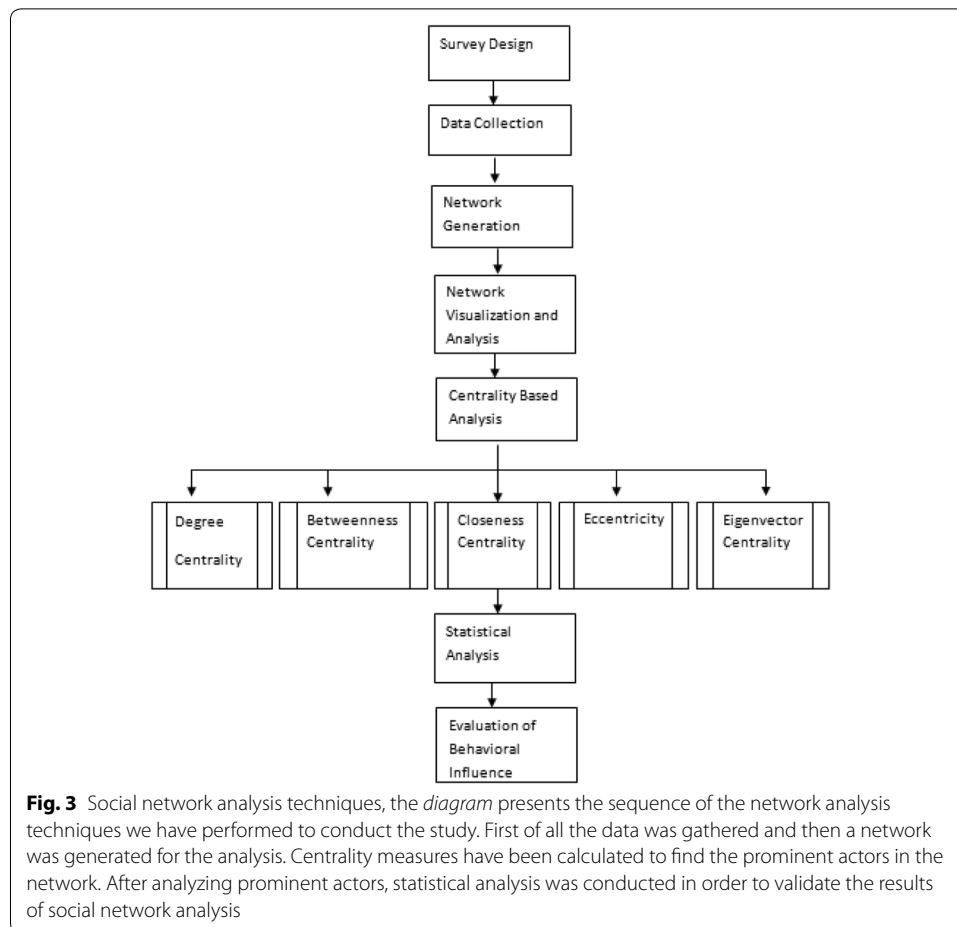 Survey Design
Data Collection
Network
Generation
Network
Visualization and
Analysis
Centrality Based
Analysis
Degree
Centrality
Betweenness
Centrality
Closeness
Centrality
Eccentricity
Eigenvector
Centrality
Statistical
Analysis
Evaluation of
Behavioral
Influence
Fig. 3 Social network analysis techniques, the diagram presents the sequence of the network analysis
techniques we have performed to conduct the study. First of all the data was gathered and then a network
was generated for the analysis. Centrality measures have been calculated to find the prominent actors in the
network. After analyzing prominent actors, statistical analysis was conducted in order to validate the results
of social network analysis